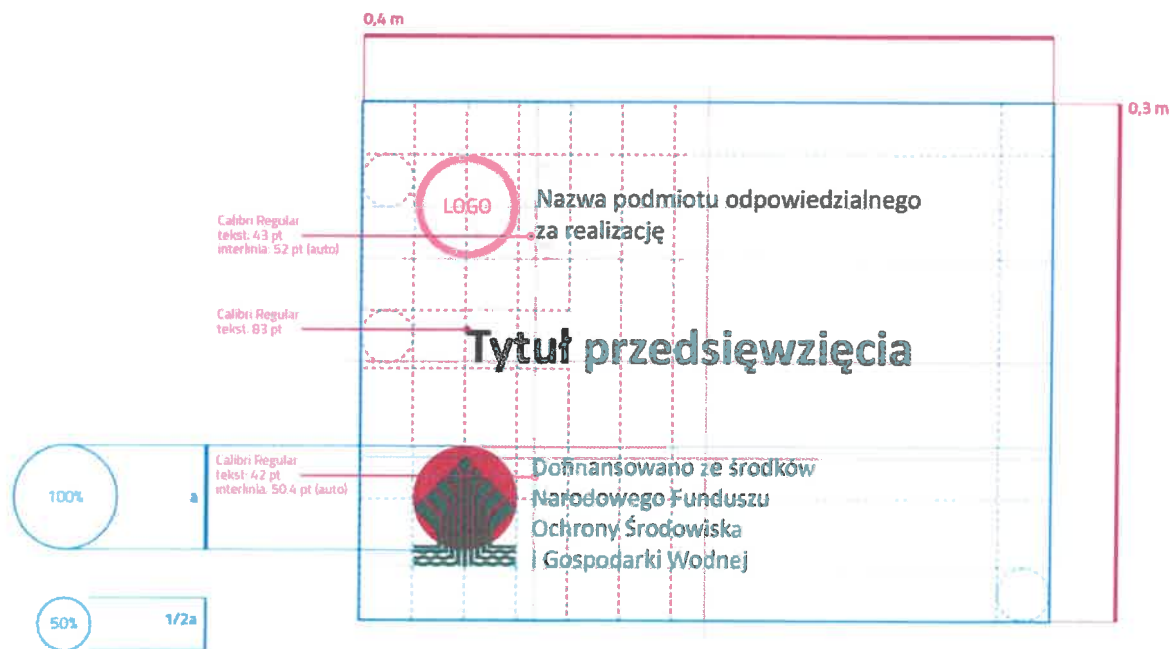 0,4 m
0,3 m
LOGO
Nazwa podmiotu odpowiedzialnego
za realizację
Calibri Regular
tekst: 43 pt
interlinia: 52 pt (auto)
Calibri Regular
tekst: 83 pt
Tytuł przedsięwzięcia
Calibri Regular
tekst: 42 pt
interlinia: 50.4 pt (auto)
Dofinansowano ze środków
Narodowego Funduszu
Ochrony Środowiska
i Gospodarki Wodnej
100%
a
50%
1/2a